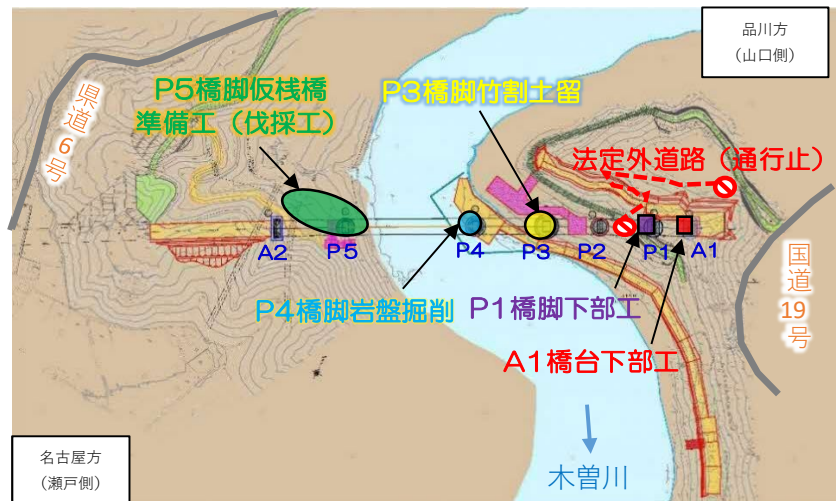 品川方
(山口側)
県道6号
P5橋脚仮桟橋
準備工(伐採工)
P3橋脚竹割土留
法定外道路(通行止)
A2
P5
P4
P3
P2
P1
A1
国道19号
P4橋脚岩盤掘削
P1橋脚下部工
A1橋台下部工
木曽川
名古屋方
(瀬戸側)